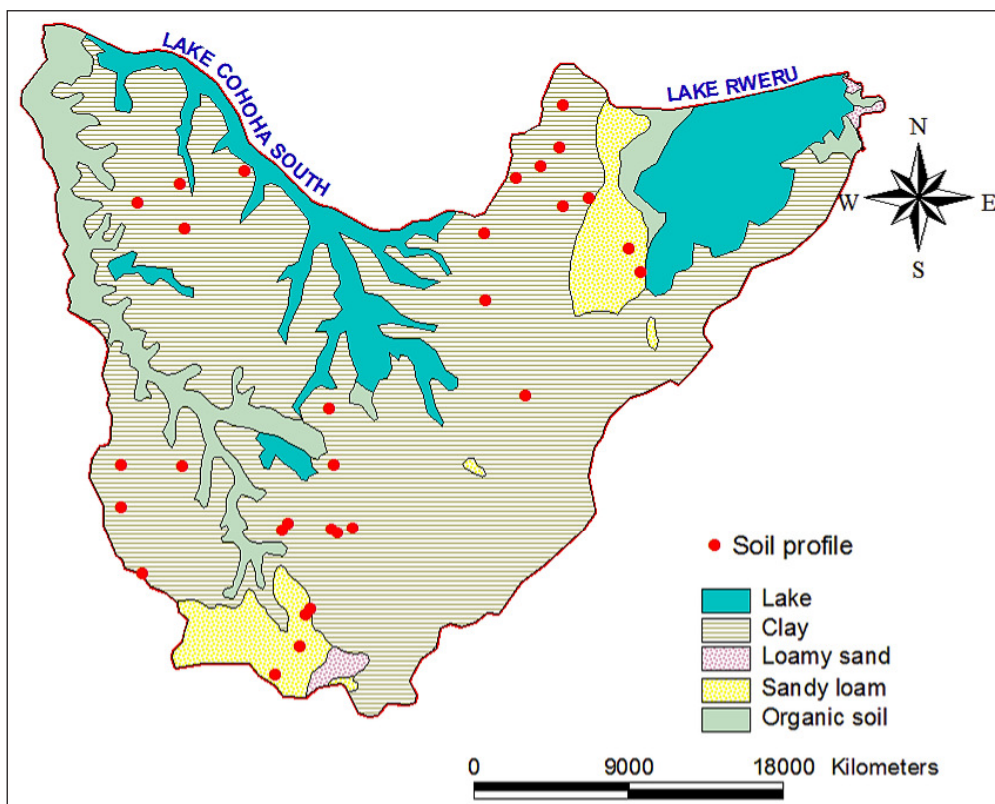 LAKE COHOHA SOUTH
LAKE RWERU
N
W
E
S
Soil profile
Lake
Clay
Loamy sand
Sandy loam
Organic soil
0 9000 18000 Kilometers